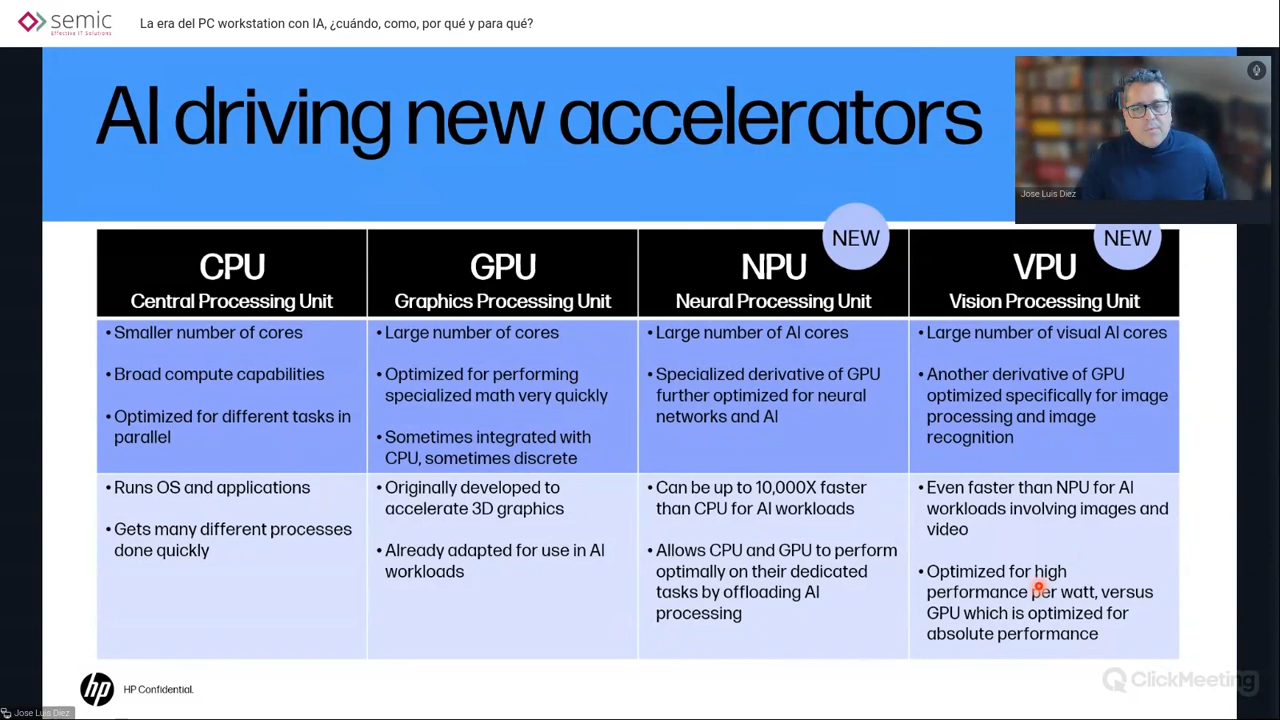 semic
Effective IT Solutions
La era del PC workstation con IA, ¿cuándo, como, por qué y para qué?
AI driving new accelerators
Jose Luis Diez
NEW
NEW
CPU
Central Processing Unit
GPU
Graphics Processing Unit
NPU
Neural Processing Unit
VPU
Vision Processing Unit
• Smaller number of cores
• Broad compute capabilities
• Optimized for different tasks in
parallel
• Large number of cores
• Optimized for performing
specialized math very quickly
• Sometimes integrated with
CPU, sometimes discrete
• Large number of AI cores
• Specialized derivative of GPU
further optimized for neural
networks and AI
• Large number of visual AI cores
• Another derivative of GPU
optimized specifically for image
processing and image
recognition
• Runs OS and applications
• Gets many different processes
done quickly
• Originally developed to
accelerate 3D graphics
• Already adapted for use in AI
workloads
• Can be up to 10,000X faster
than CPU for AI workloads
• Allows CPU and GPU to perform
optimally on their dedicated
tasks by offloading AI
processing
• Even faster than NPU for AI
workloads involving images and
video
• Optimized for high
performance per watt, versus
GPU which is optimized for
absolute performance
hp
HP Confidential.
ClickMeeting
Jose Luis Diez